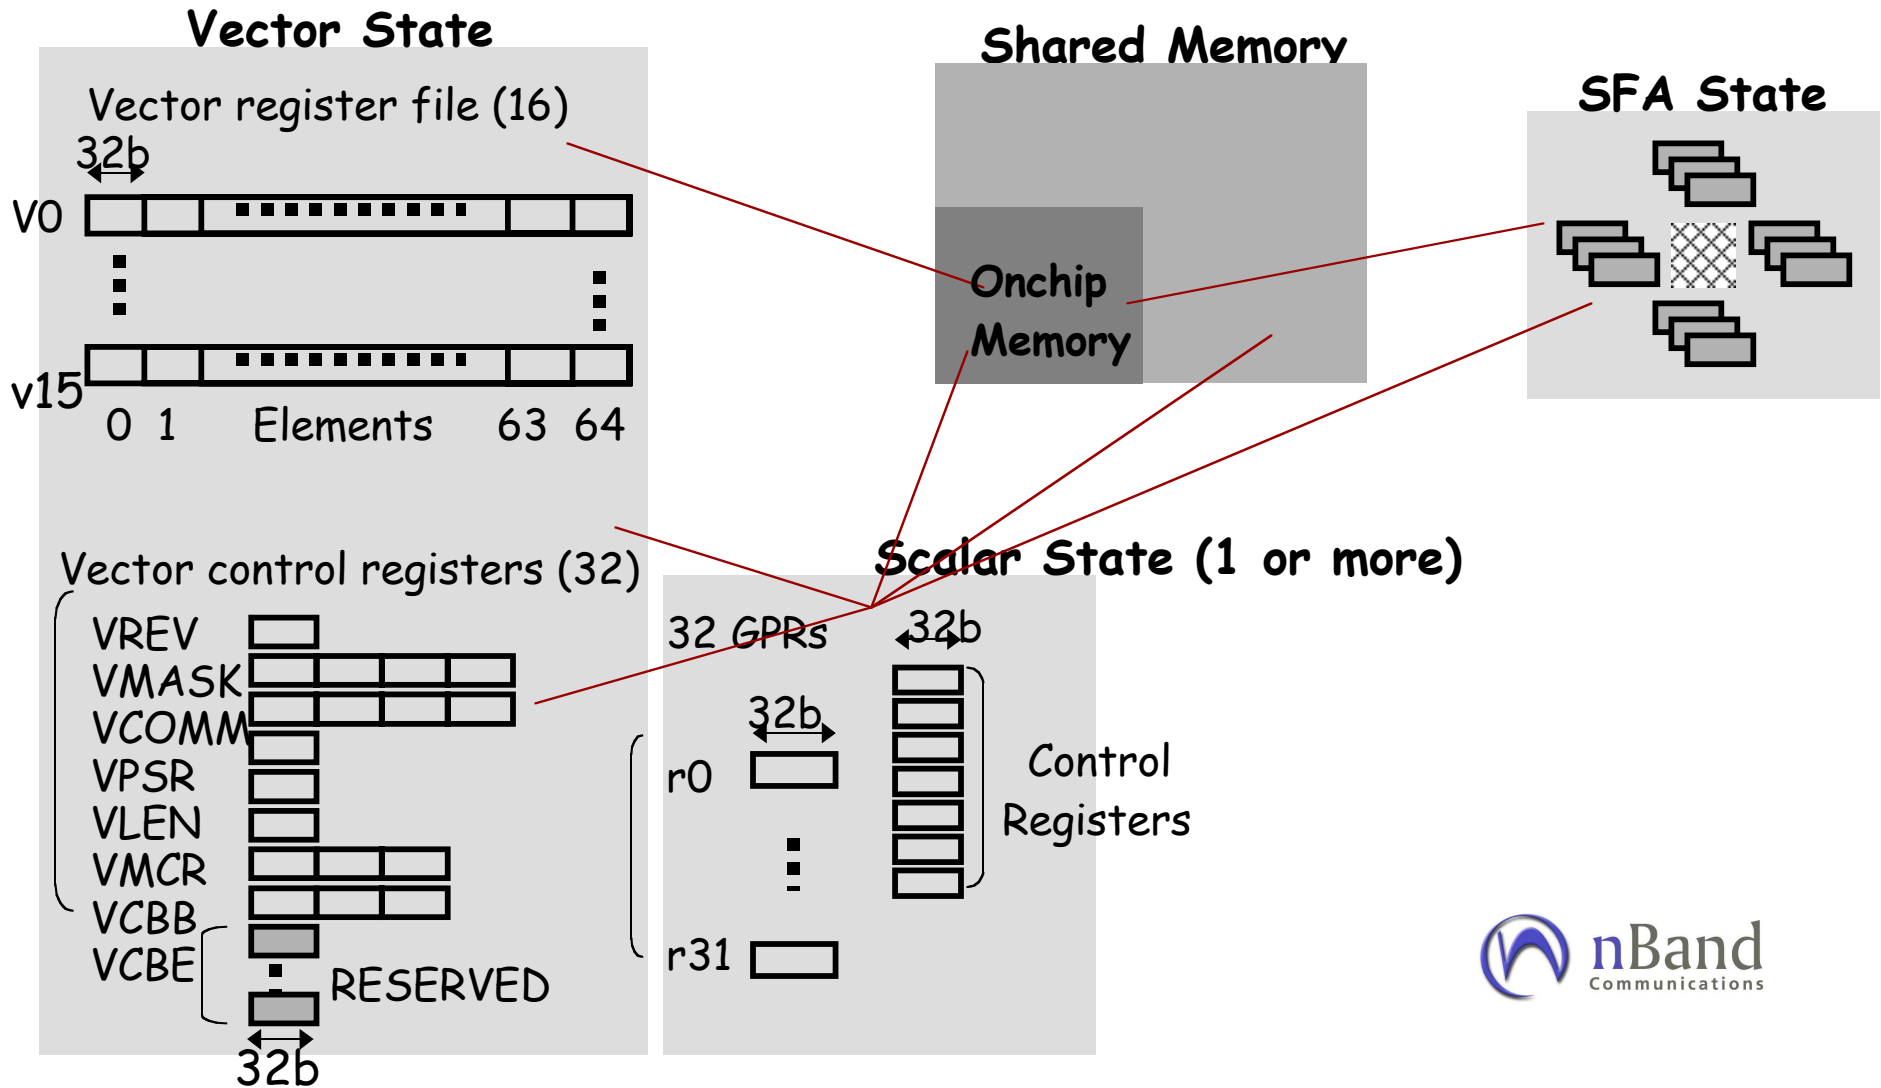 Vector State
Vector register file (16)
32b
V0
v15
0 1 Elements 63 64
Vector control registers (32)
VREV
VMASK
VCOMM
VPSR
VLEN
VMCR
VCBB
VCBE
RESERVED
32b
Shared Memory
Onchip
Memory
SFA State
Scalar State (1 or more)
32 GPRs
32b
32b
r0
r31
Control
Registers
nBand
Communications